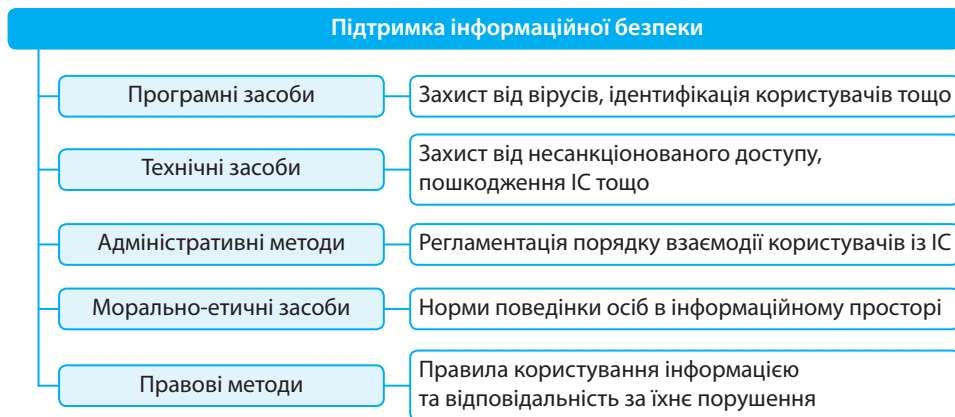 Підтримка інформаційної безпеки
Програмні засоби
Захист від вірусів, ідентифікація користувачів тощо
Технічні засоби
Захист від несанкціонованого доступу,
пошкодження ІС тощо
Адміністративні методи
Регламентація порядку взаємодії користувачів із ІС
Морально-етичні засоби
Норми поведінки осіб в інформаційному просторі
Правові методи
Правила користування інформацією
та відповідальність за їхнє порушення